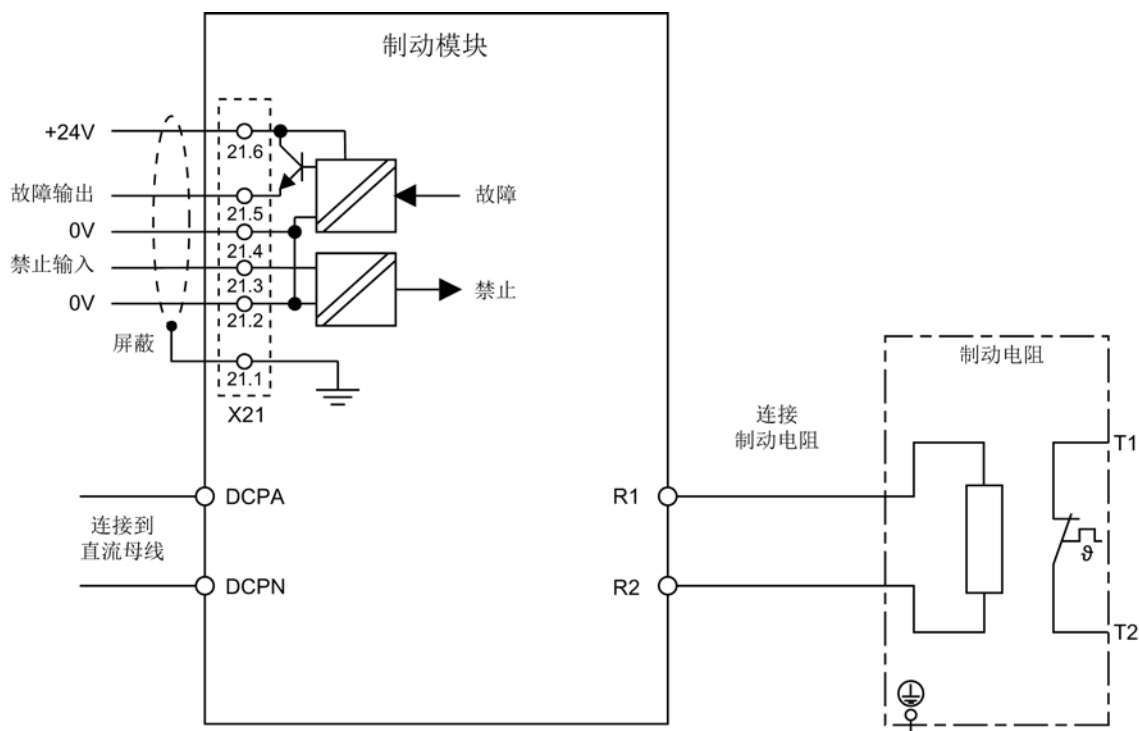 制动模块
+24V
21.6
故障输出
21.5
故障
0V
21.4
禁止输入
21.3
禁止
0V
21.2
屏蔽
21.1
X21
制动电阻
连接
制动电阻
T1
DCPA
R1
连接到
直流母线
ϑ
DCPN
R2
T2